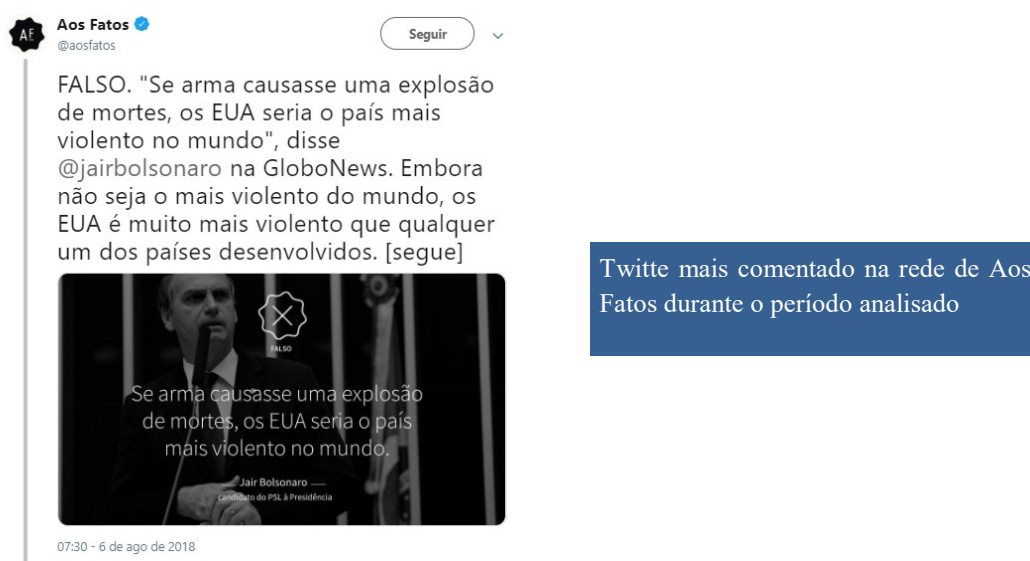 AF
Aos Fatos
@aosfatos
Seguir
FALSO. "Se arma causasse uma explosão
de mortes, os EUA seria o país mais
violento no mundo", disse
@jairbolsonaro na GloboNews. Embora
não seja o mais violento do mundo, os
EUA é muito mais violento que qualquer
um dos países desenvolvidos. [segue]
FALSO
Se arma causasse uma explosão
de mortes, os EUA seria o país
mais violento no mundo.
Jair Bolsonaro
candidato do PSL à Presidência
07:30 - 6 de ago de 2018
Twitte mais comentado na rede de Aos
Fatos durante o período analisado